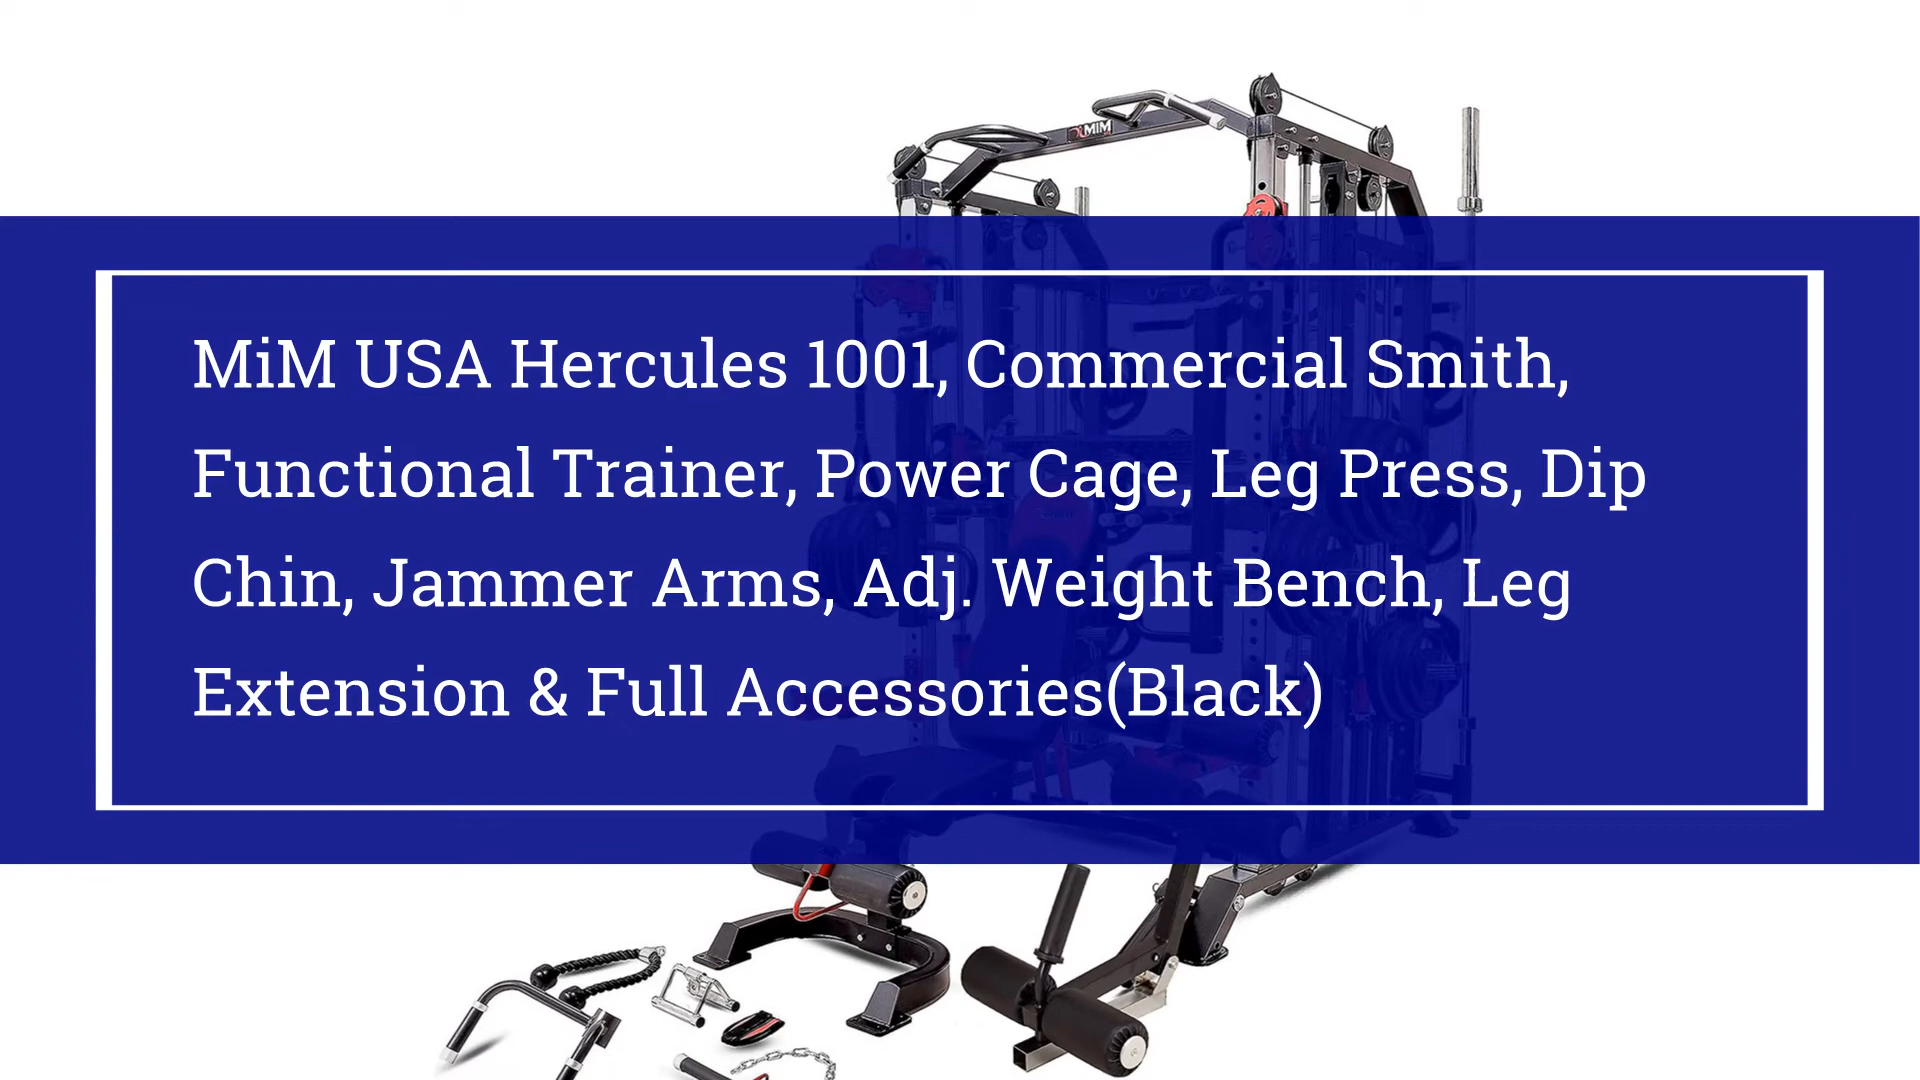 MIM
MiM USA Hercules 1001, Commercial Smith,
Functional Trainer, Power Cage, Leg Press, Dip
Chin, Jammer Arms, Adj. Weight Bench, Leg
Extension & Full Accessories(Black)